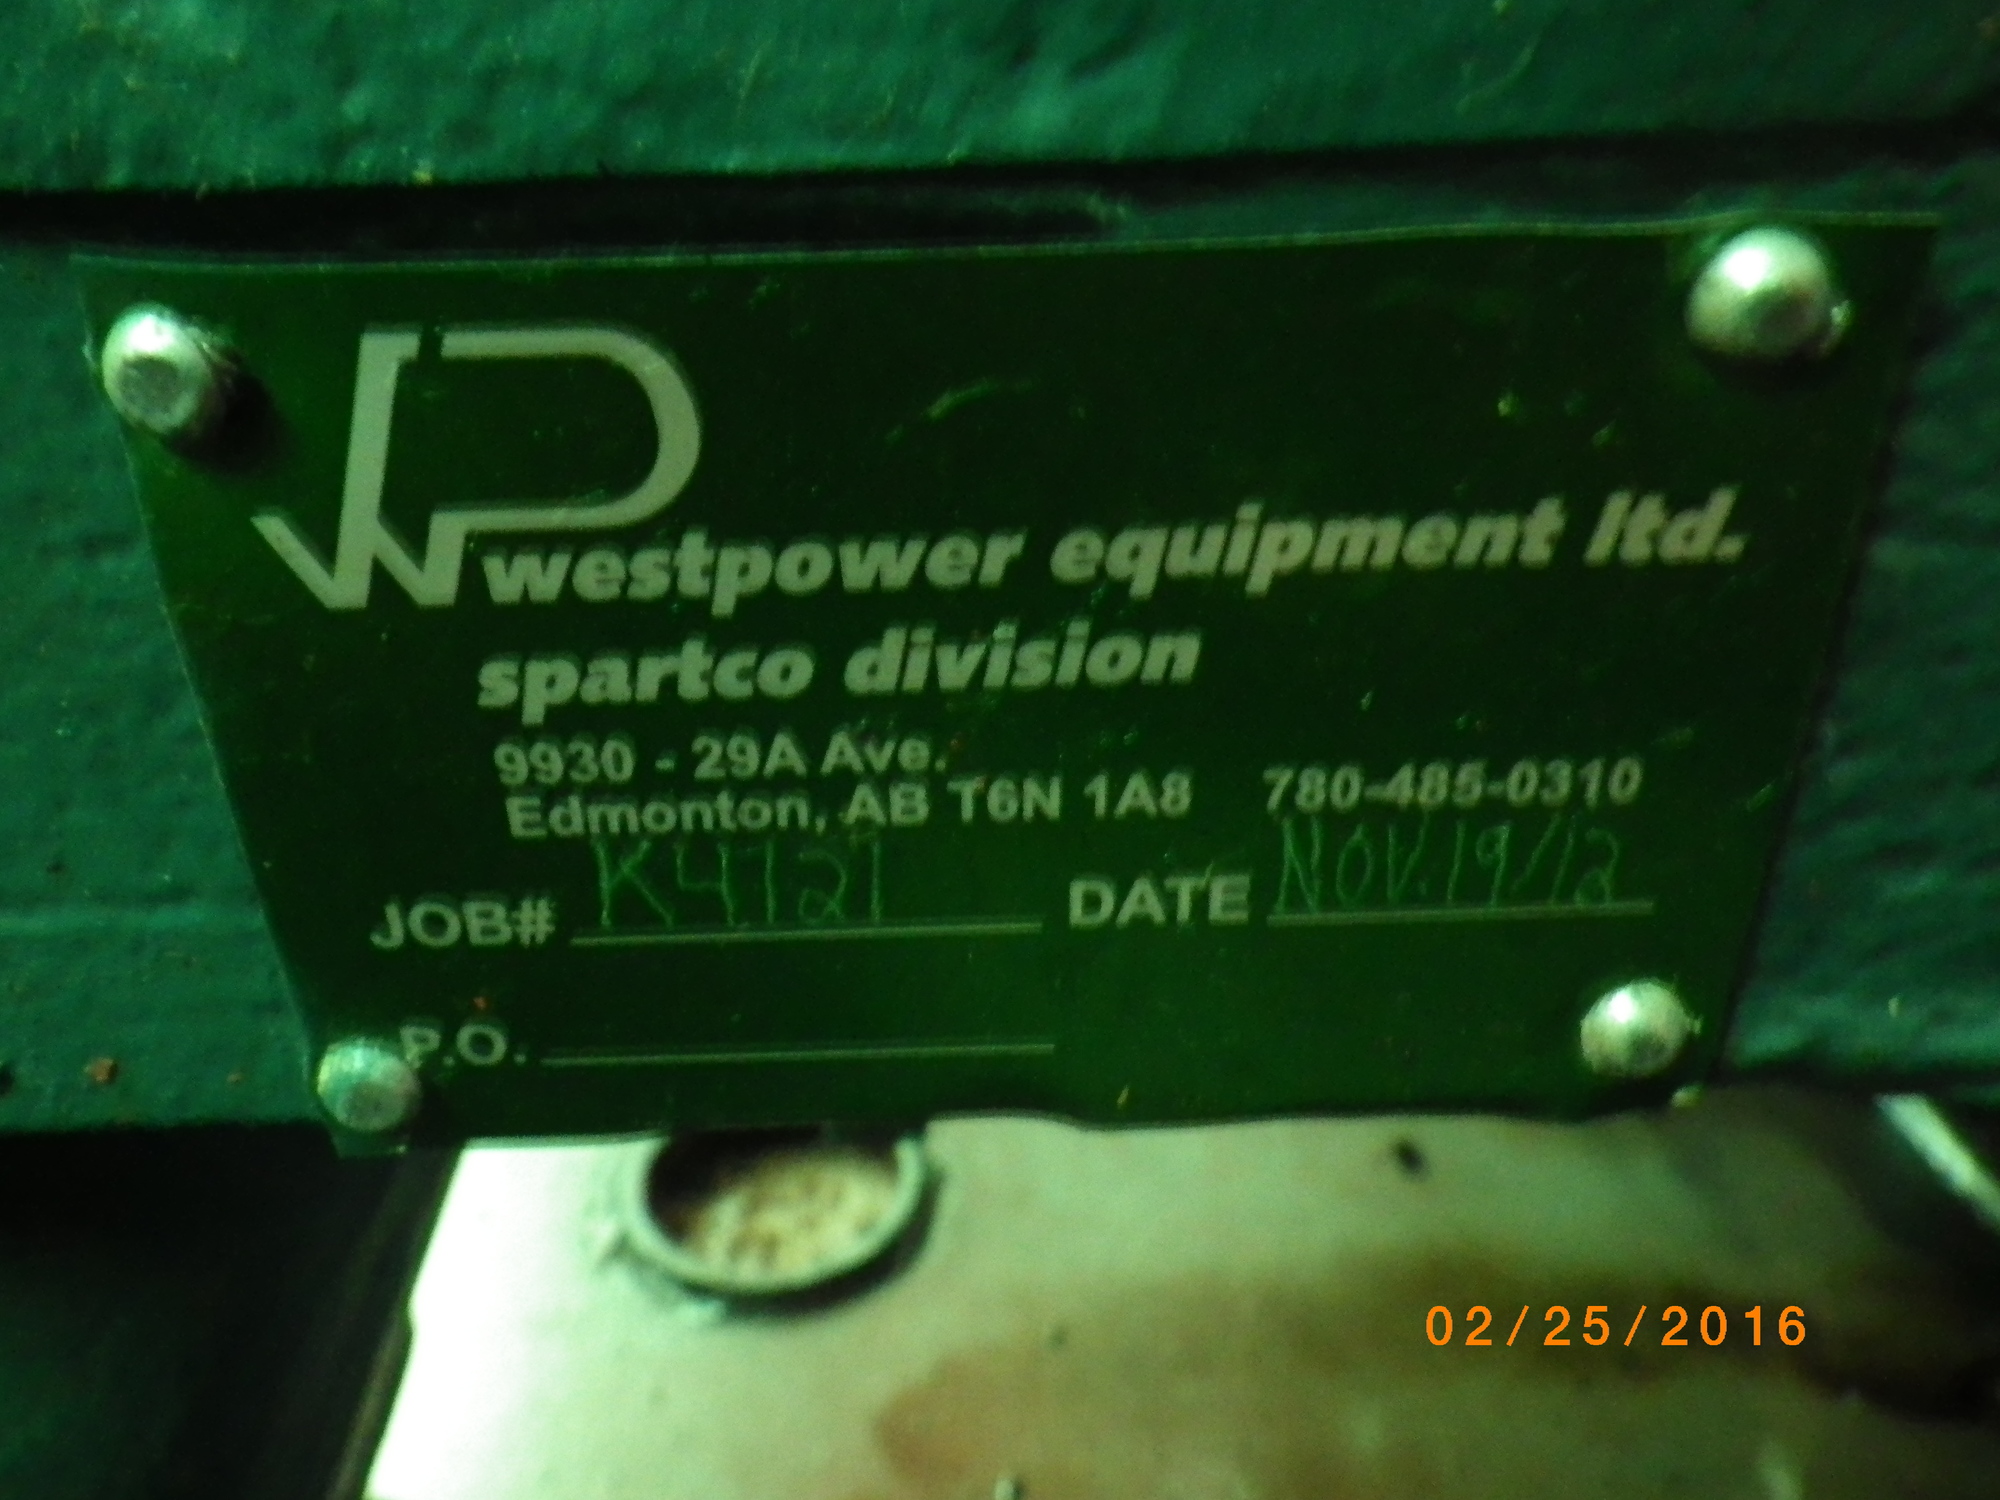 WP
westpower equipment ltd.
spartco division
9930 - 29A Ave.
Edmonton, AB T6N 1A8 780-485-0310
JOB# K4721 DATE NOV.19/12
P.O.
02/25/2016